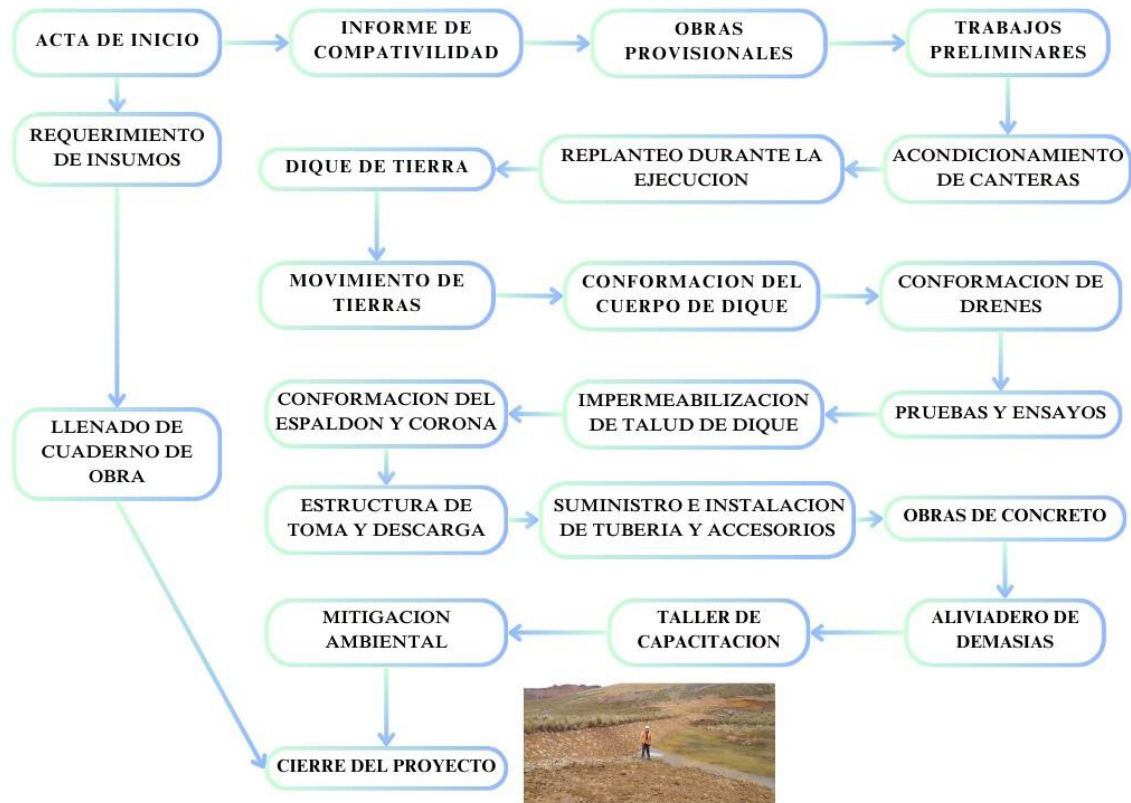 ACTA DE INICIO
INFORME DE
COMPATIVILIDAD
OBRAS
PROVISIONALES
TRABAJOS
PRELIMINARES
REQUERIMIENTO
DE INSUMOS
DIQUE DE TIERRA
REPLANTEO DURANTE LA
EJECUCION
ACONDICIONAMIENTO
DE CANTERAS
MOVIMIENTO DE
TIERRAS
CONFORMACION DEL
CUERPO DE DIQUE
CONFORMACION DE
DRENES
CONFORMACION DEL
ESPALDON Y CORONA
IMPERMEABILIZACION
DE TALUD DE DIQUE
PRUEBAS Y ENSAYOS
LLENADO DE
CUADERNO DE
OBRA
ESTRUCTURA DE
TOMA Y DESCARGA
SUMINISTRO E INSTALACION
DE TUBERIA Y ACCESORIOS
OBRAS DE CONCRETO
MITIGACION
AMBIENTAL
TALLER DE
CAPACITACION
ALIVIADERO DE
DEMASIAS
CIERRE DEL PROYECTO